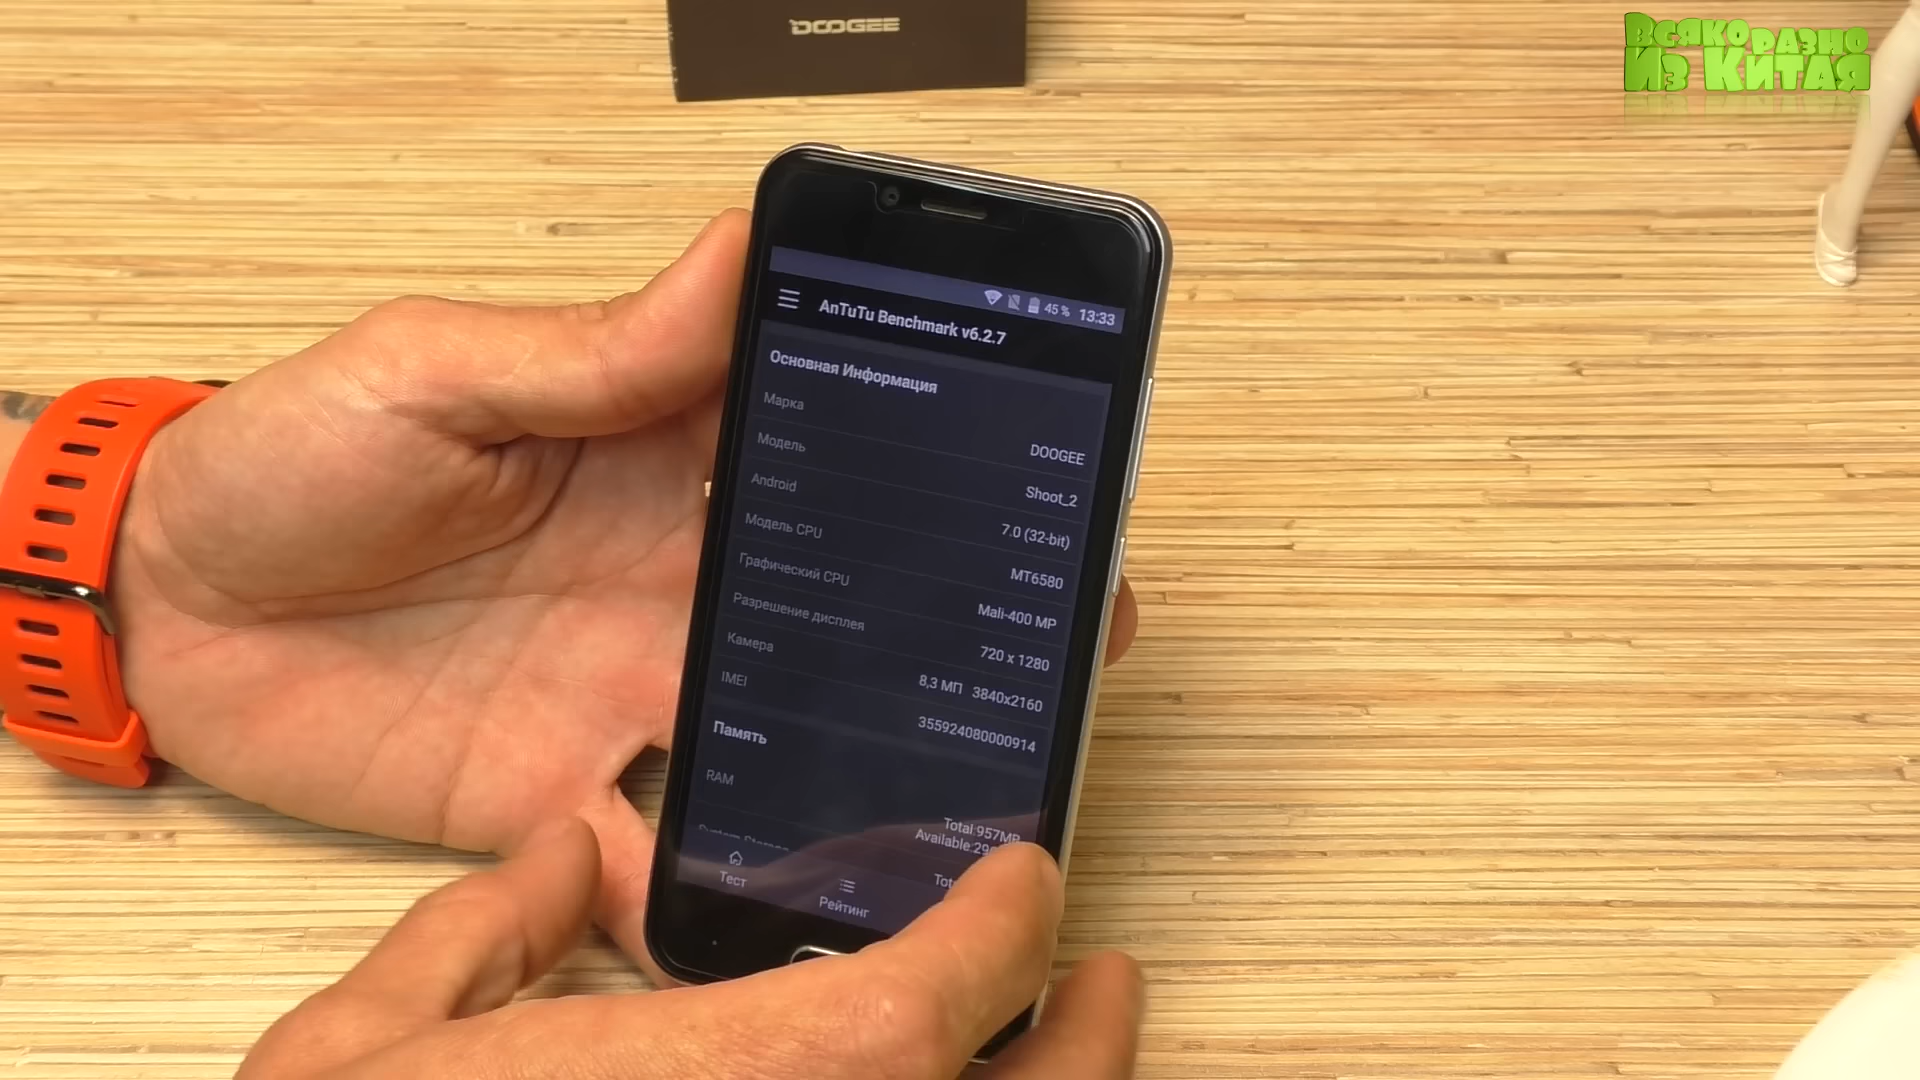 DOOGEE
Всяко разно
Из Китая
45 % 13:33
AnTuTu Benchmark v6.2.7
Основная Информация
Марка DOOGEE
Модель Shoot_2
Android 7.0 (32-bit)
Модель CPU MT6580
Графический CPU Mali-400 MP
Разрешение дисплея 720 x 1280
Камера 8,3 МП 3840x2160
IMEI 355924080000914
Память
RAM Total:957MB
Available:
Тест
Рейтинг